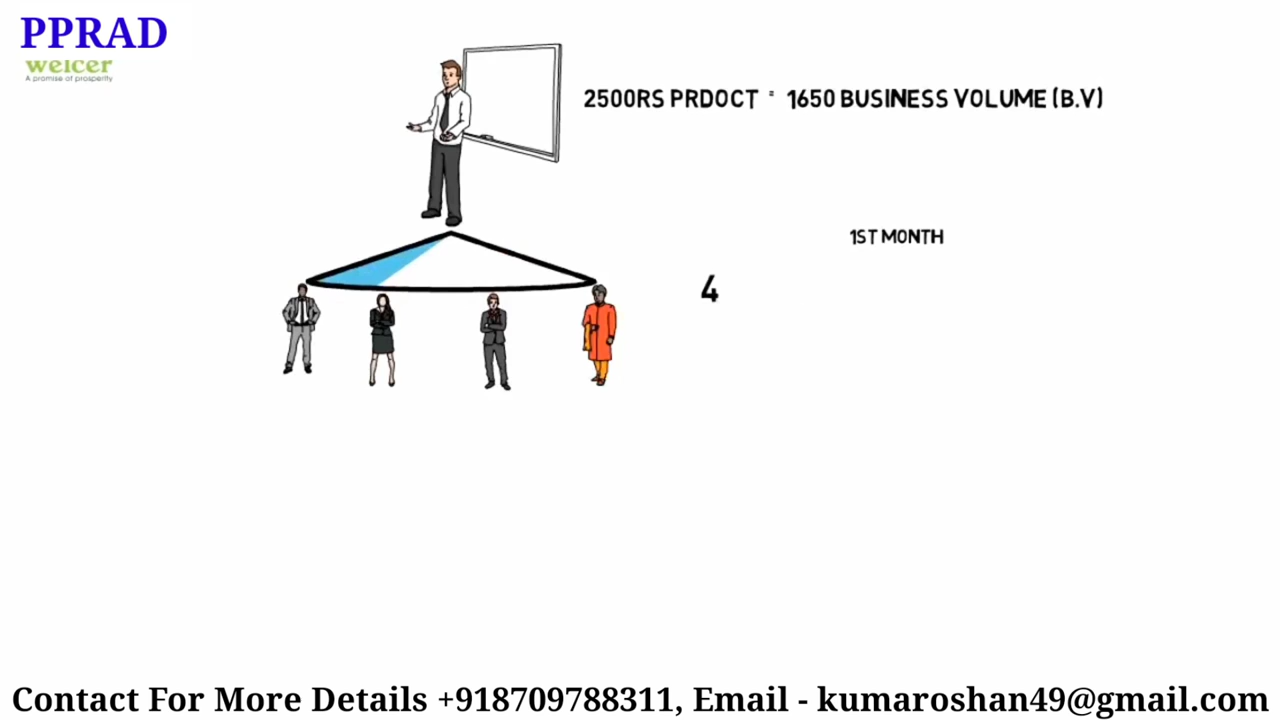 PPRAD
welcer
A promise of prosperity
2500RS PRDOCT = 1650 BUSINESS VOLUME (B.V)
1ST MONTH
4
Contact For More Details +918709788311, Email - kumaroshan49@gmail.com